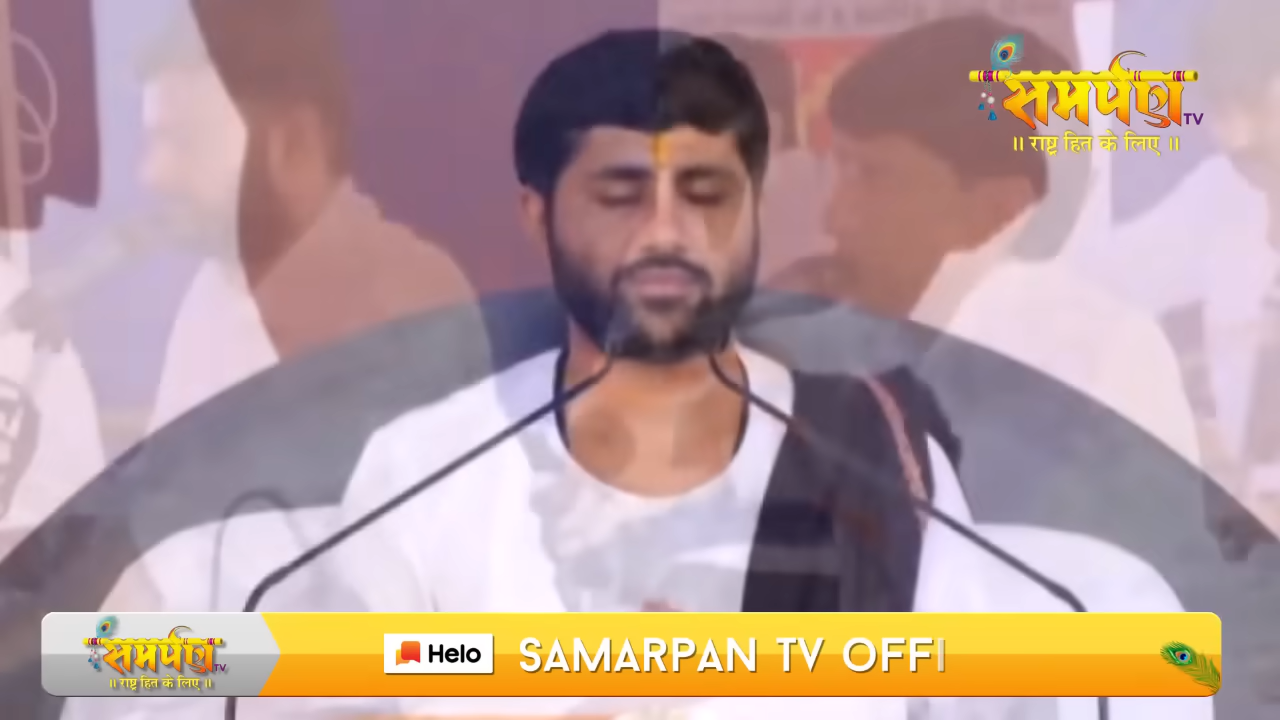 समर्पण TV
॥ राष्ट्र हित के लिए ॥
समर्पण TV
॥ राष्ट्र हित के लिए ॥
Helo
SAMARPAN TV OFFI